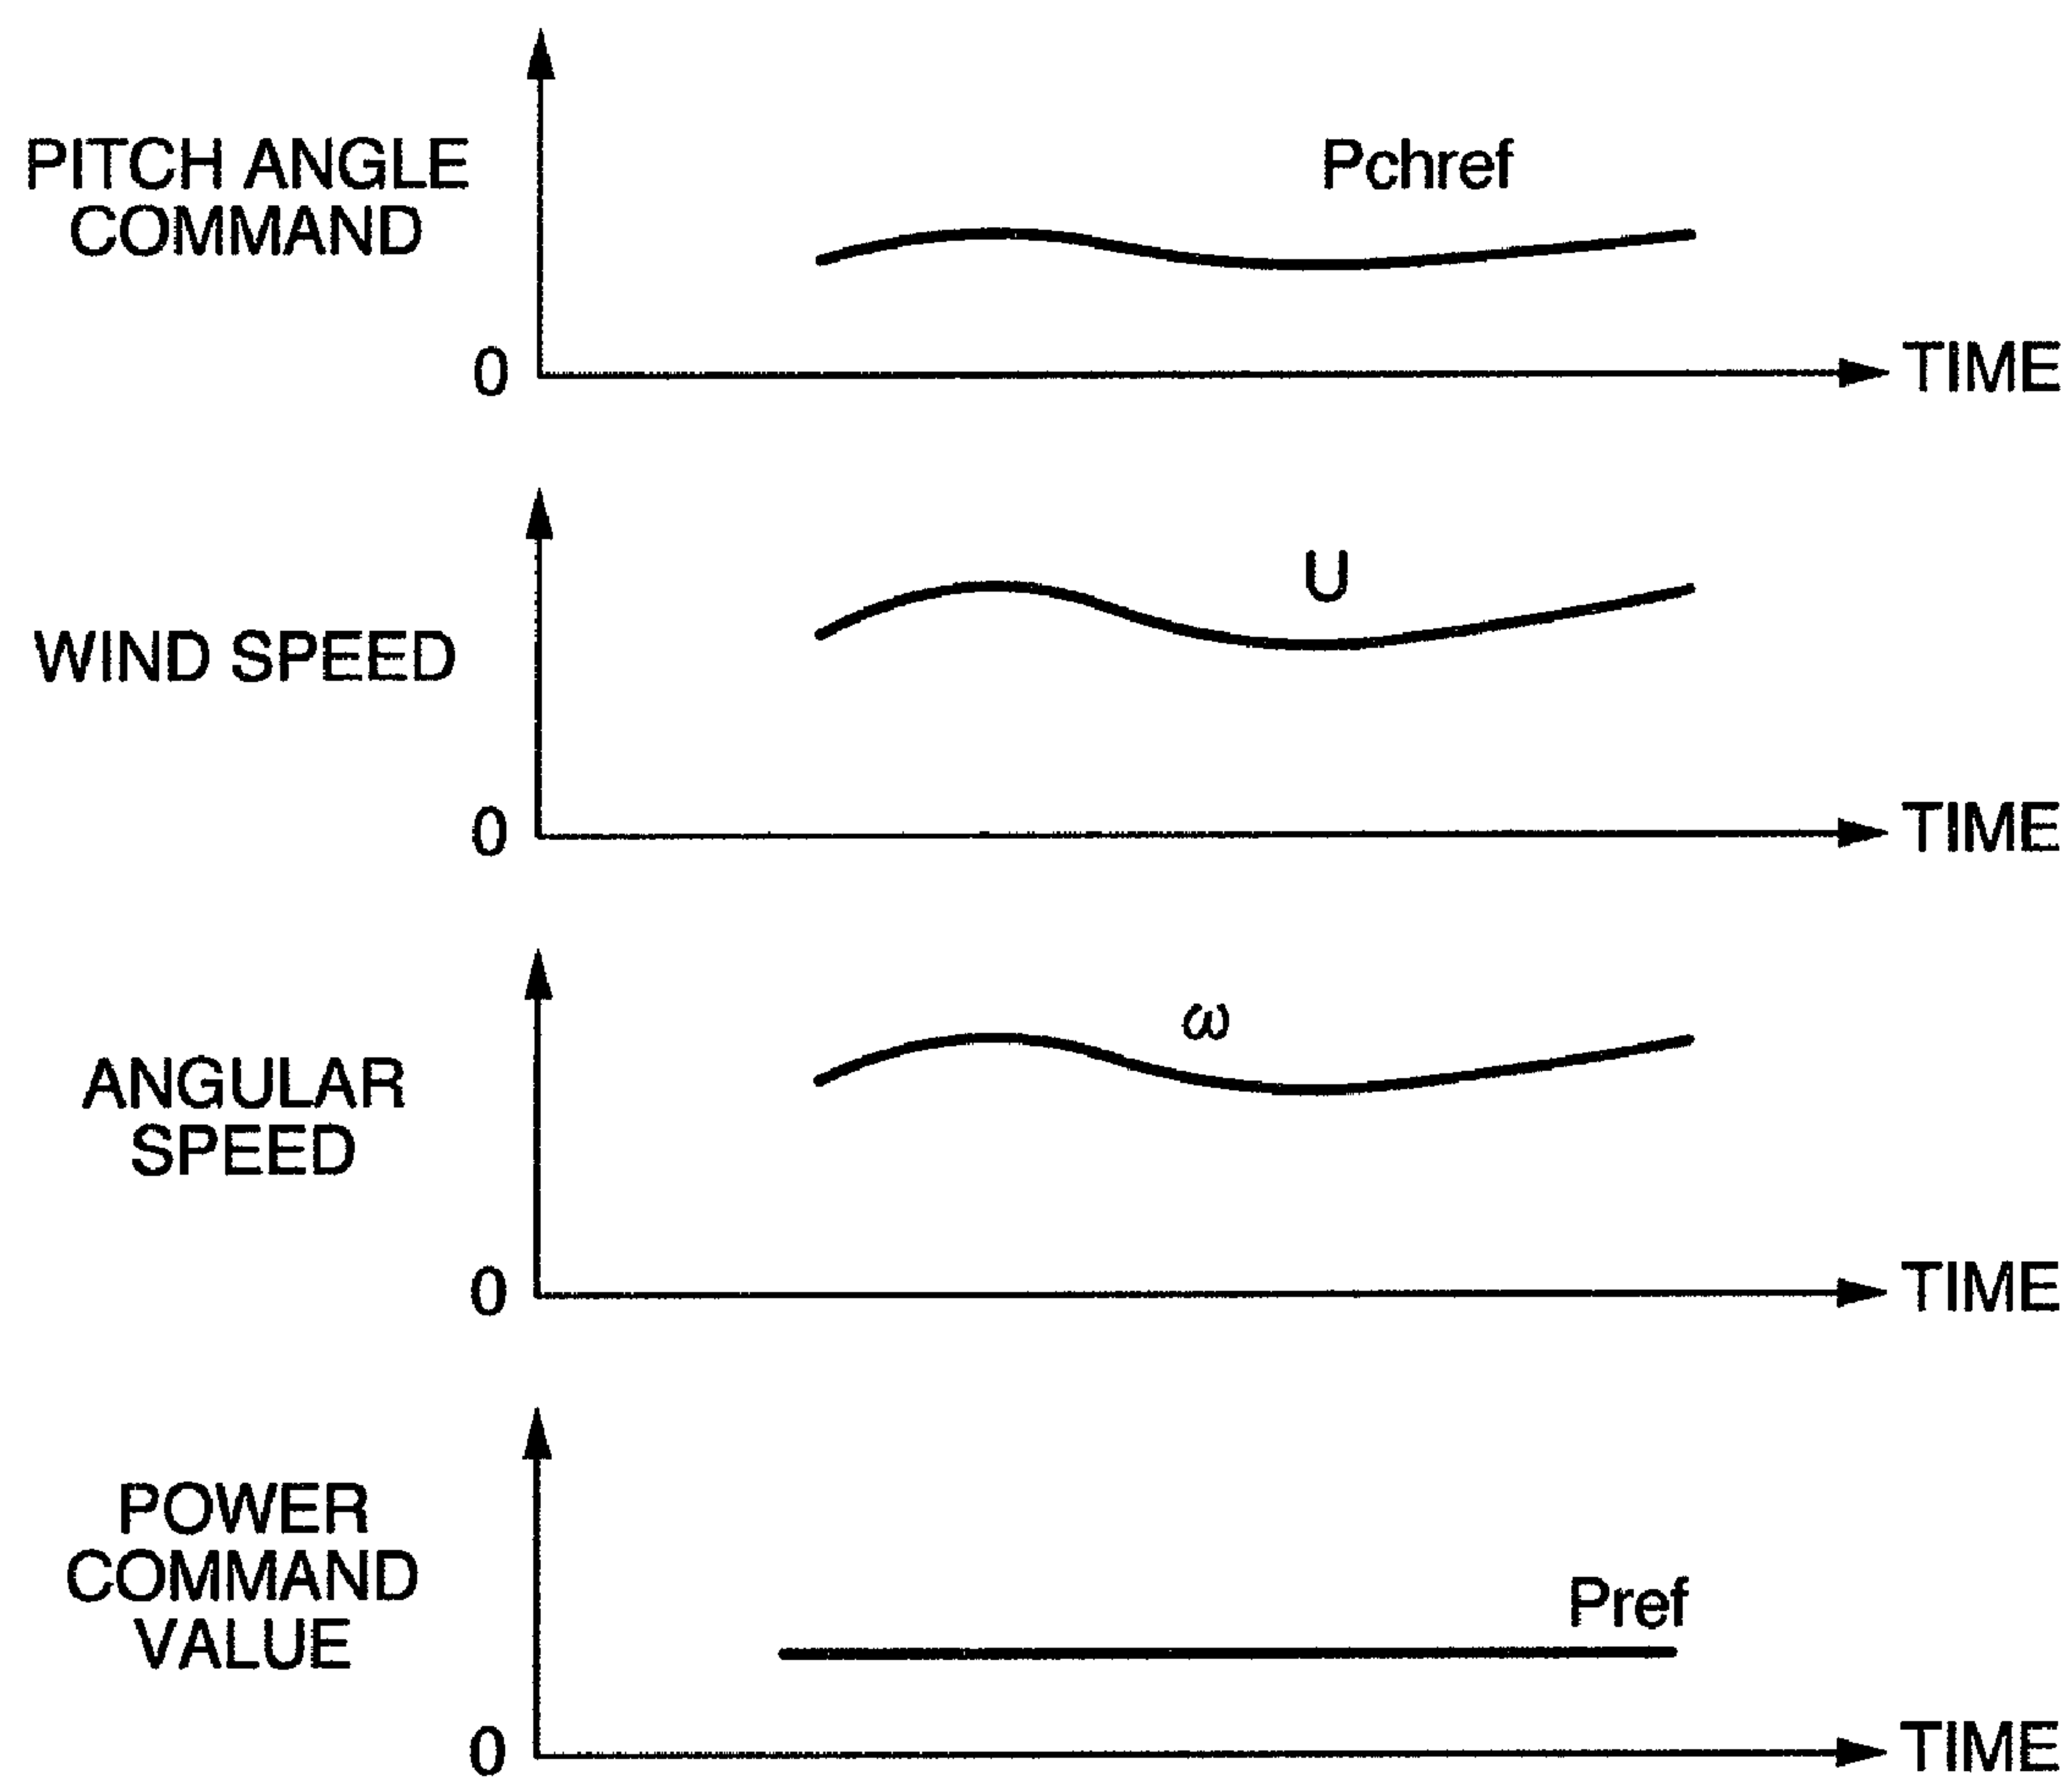 PITCH ANGLE
COMMAND
Pchref
0
TIME
WIND SPEED
U
0
TIME
ANGULAR
SPEED
ω
0
TIME
POWER
COMMAND
VALUE
Pref
0
TIME